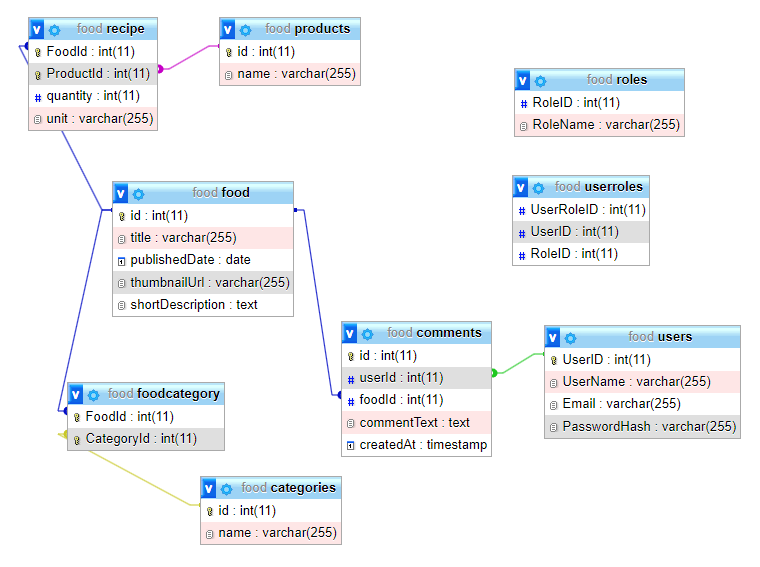 food recipe
FoodId : int(11)
ProductId : int(11)
quantity : int(11)
unit : varchar(255)
food products
id : int(11)
name : varchar(255)
food roles
RoleID : int(11)
RoleName : varchar(255)
food userroles
UserRoleID : int(11)
UserID : int(11)
RoleID : int(11)
food food
id : int(11)
title : varchar(255)
publishedDate : date
thumbnailUrl : varchar(255)
shortDescription : text
food comments
id : int(11)
userId : int(11)
foodId : int(11)
commentText : text
createdAt : timestamp
food users
UserID : int(11)
UserName : varchar(255)
Email : varchar(255)
PasswordHash : varchar(255)
food foodcategory
FoodId : int(11)
CategoryId : int(11)
food categories
id : int(11)
name : varchar(255)